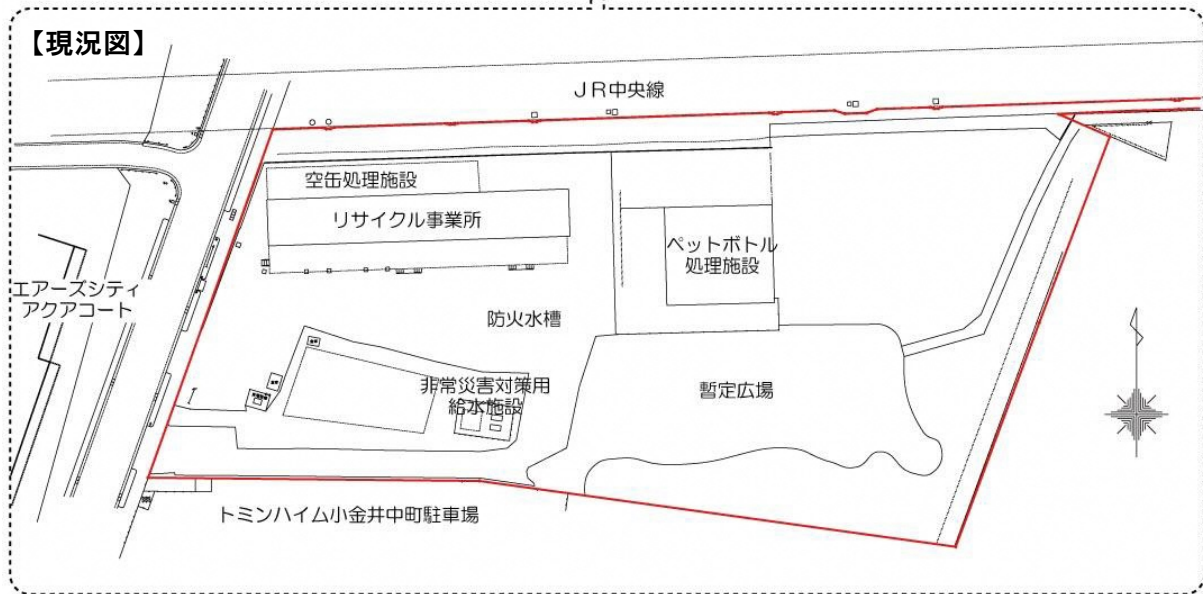 【現況図】
JR中央線
空缶処理施設
リサイクル事業所
ペットボトル
処理施設
エアーズシティ
アクアコート
防火水槽
非常災害対策用
給水施設
暫定広場
トミンハイム小金井中町駐車場